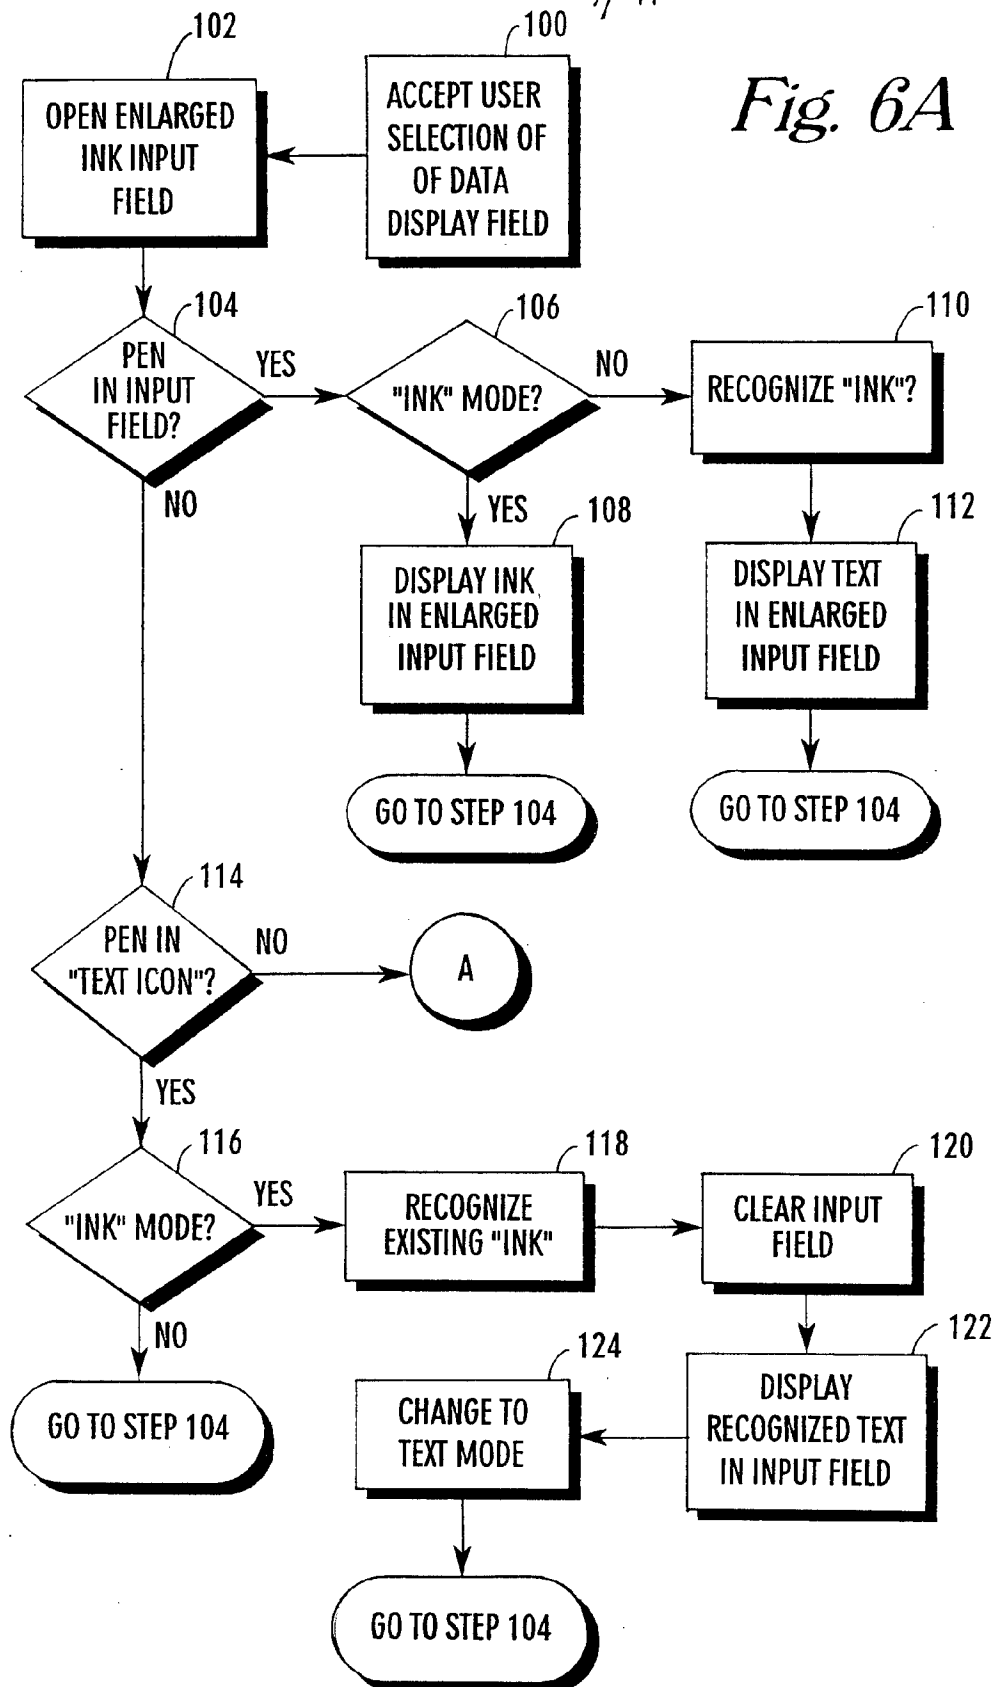 Fig. 6A
100
ACCEPT USER
SELECTION OF
OF DATA
DISPLAY FIELD
102
OPEN ENLARGED
INK INPUT
FIELD
104
PEN
IN INPUT
FIELD?
YES
NO
106
"INK" MODE?
NO
YES
110
RECOGNIZE "INK"?
108
DISPLAY INK
IN ENLARGED
INPUT FIELD
112
DISPLAY TEXT
IN ENLARGED
INPUT FIELD
GO TO STEP 104
GO TO STEP 104
114
PEN IN
"TEXT ICON"?
NO
A
YES
116
"INK" MODE?
YES
NO
118
RECOGNIZE
EXISTING "INK"
120
CLEAR INPUT
FIELD
122
DISPLAY
RECOGNIZED TEXT
IN INPUT FIELD
124
CHANGE TO
TEXT MODE
GO TO STEP 104
GO TO STEP 104